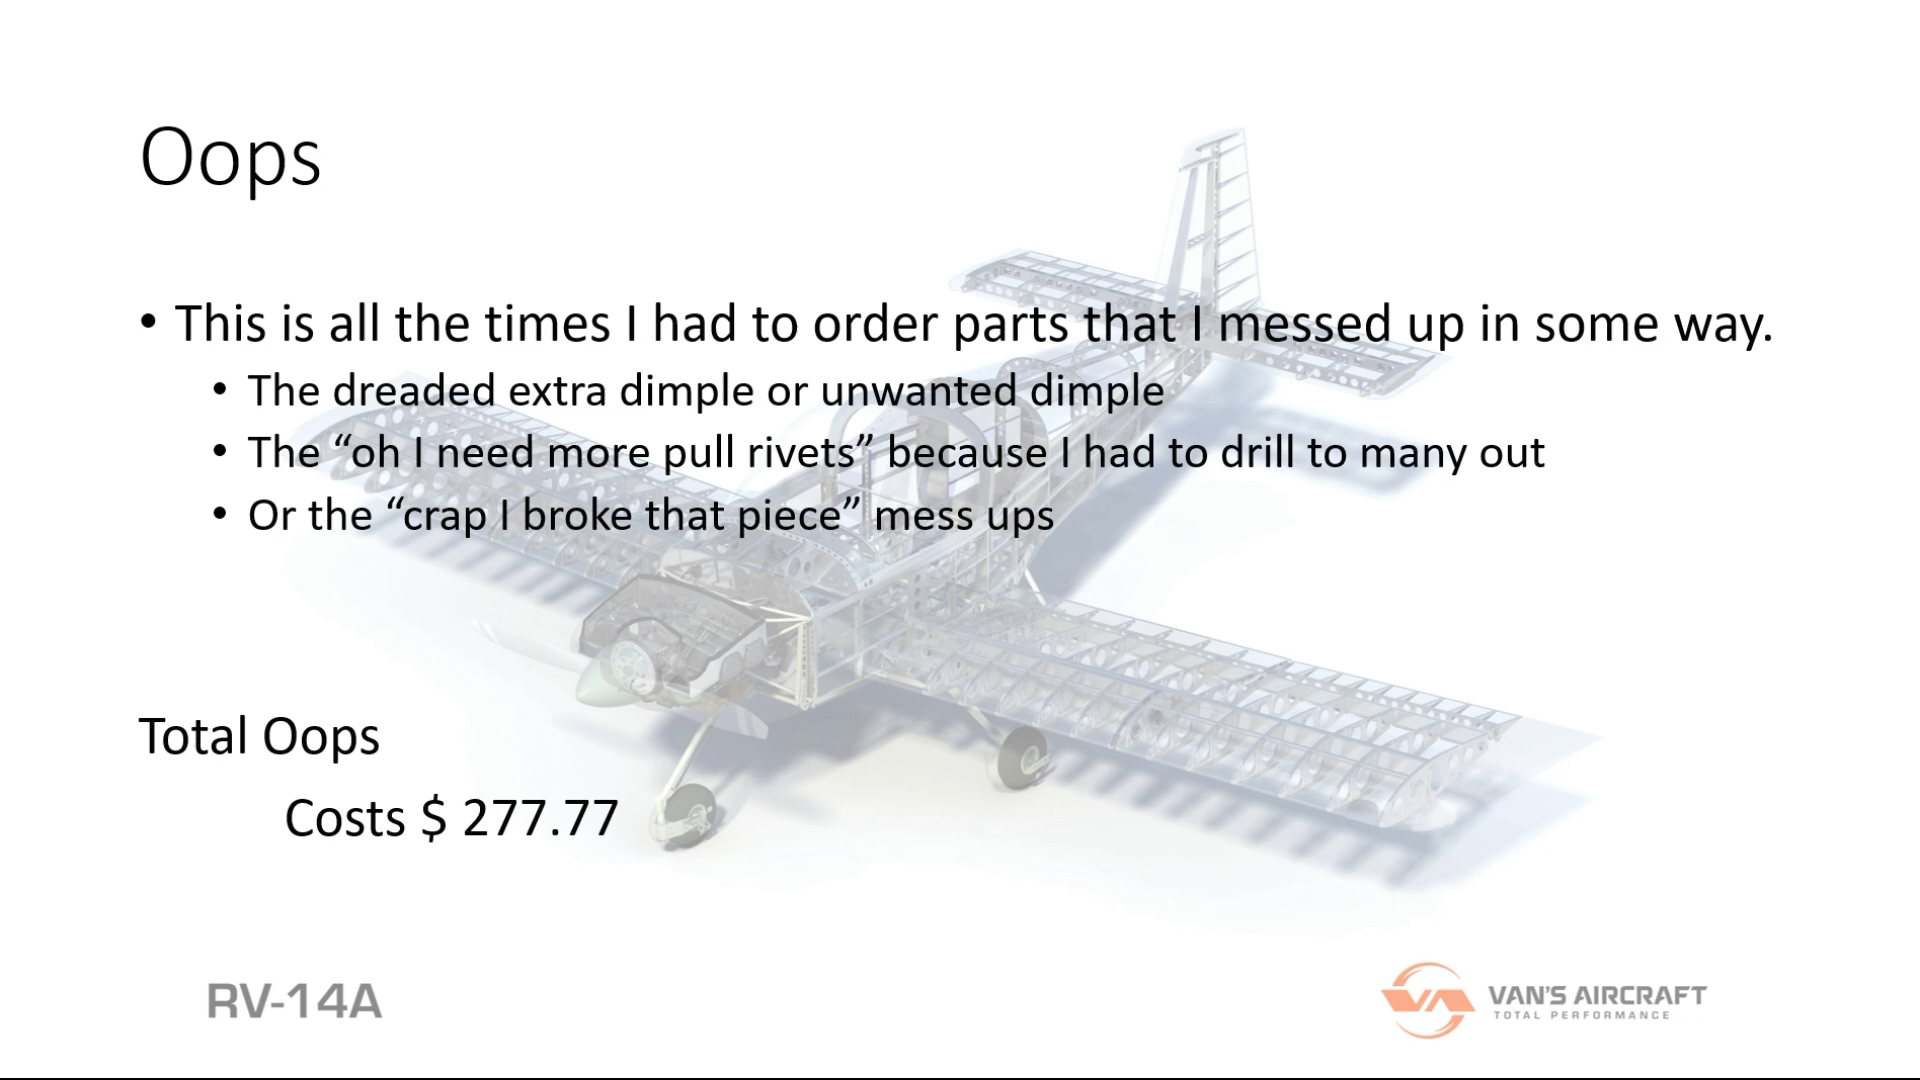 Oops
• This is all the times I had to order parts that I messed up in some way.
• The dreaded extra dimple or unwanted dimple
• The “oh I need more pull rivets” because I had to drill to many out
• Or the “crap I broke that piece” mess ups
Total Oops
Costs $ 277.77
RV-14A
VA VAN'S AIRCRAFT
TOTAL PERFORMANCE